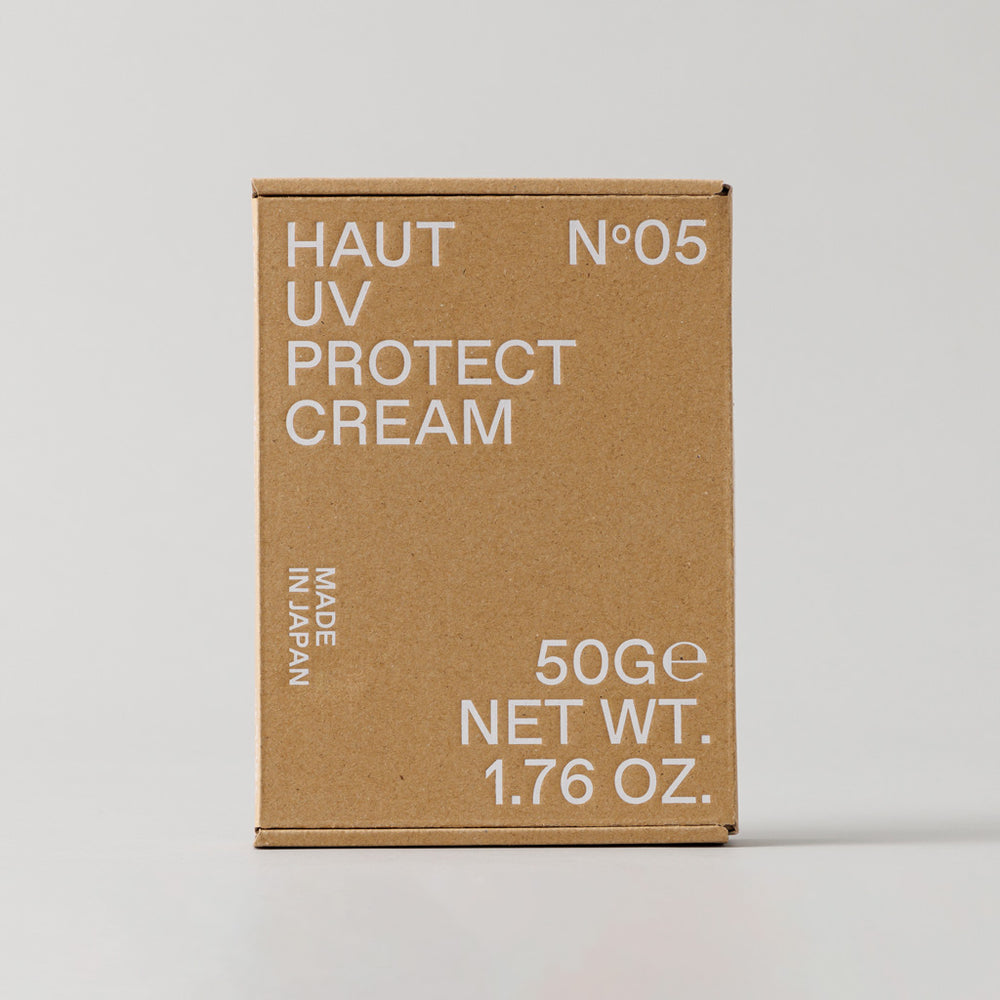 HAUT
Nº05
UV
PROTECT
CREAM
MADE
IN JAPAN
50G℮
NET WT.
1.76 OZ.